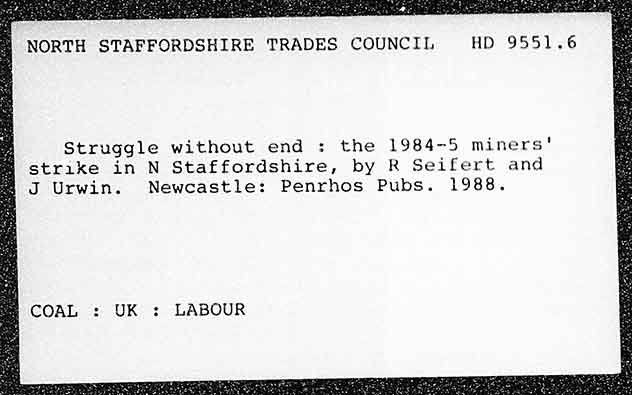 NORTH STAFFORDSHIRE TRADES COUNCIL HD 9551.6
Struggle without end : the 1984-5 miners'
strike in N Staffordshire, by R Seifert and
J Urwin. Newcastle: Penrhos Pubs. 1988.
COAL : UK : LABOUR